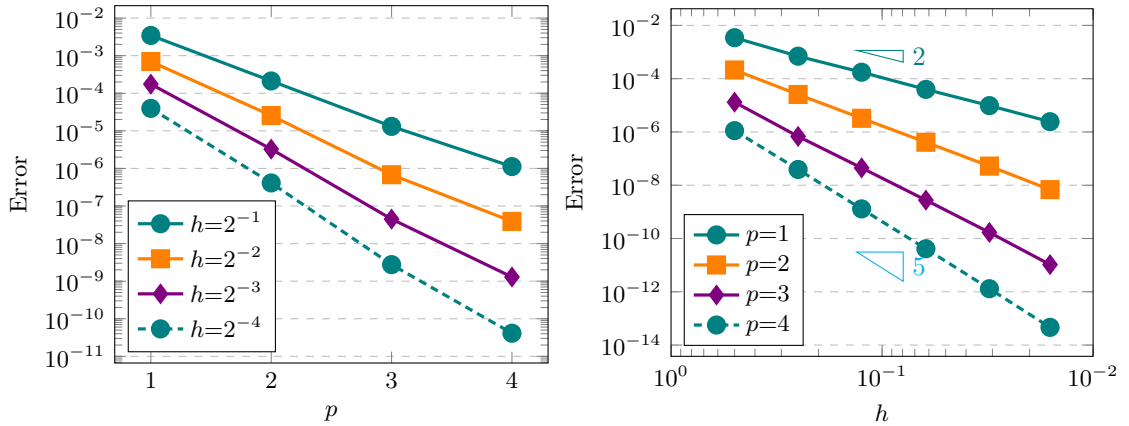 10⁻²
10⁻³
10⁻⁴
10⁻⁵
10⁻⁶
10⁻⁷
10⁻⁸
10⁻⁹
10⁻¹⁰
10⁻¹¹
Error
h=2⁻¹
h=2⁻²
h=2⁻³
h=2⁻⁴
1 2 3 4
p
10⁻²
10⁻⁴
10⁻⁶
10⁻⁸
10⁻¹⁰
10⁻¹²
10⁻¹⁴
Error
2
5
p=1
p=2
p=3
p=4
10⁰ 10⁻¹ 10⁻²
h